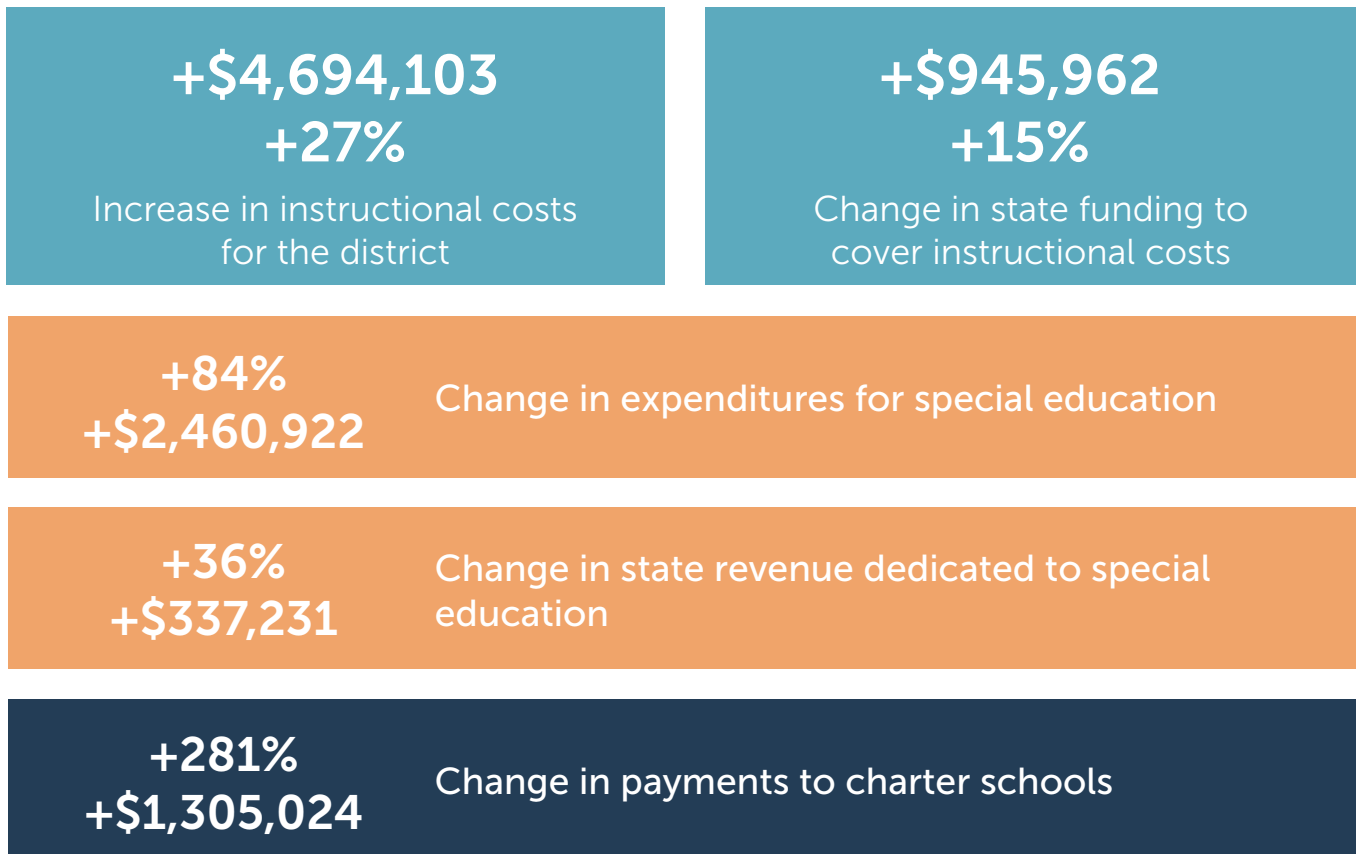 +$4,694,103
+27%
Increase in instructional costs
for the district
+$945,962
+15%
Change in state funding to
cover instructional costs
+84%
+$2,460,922
Change in expenditures for special education
+36%
+$337,231
Change in state revenue dedicated to special
education
+281%
+$1,305,024
Change in payments to charter schools